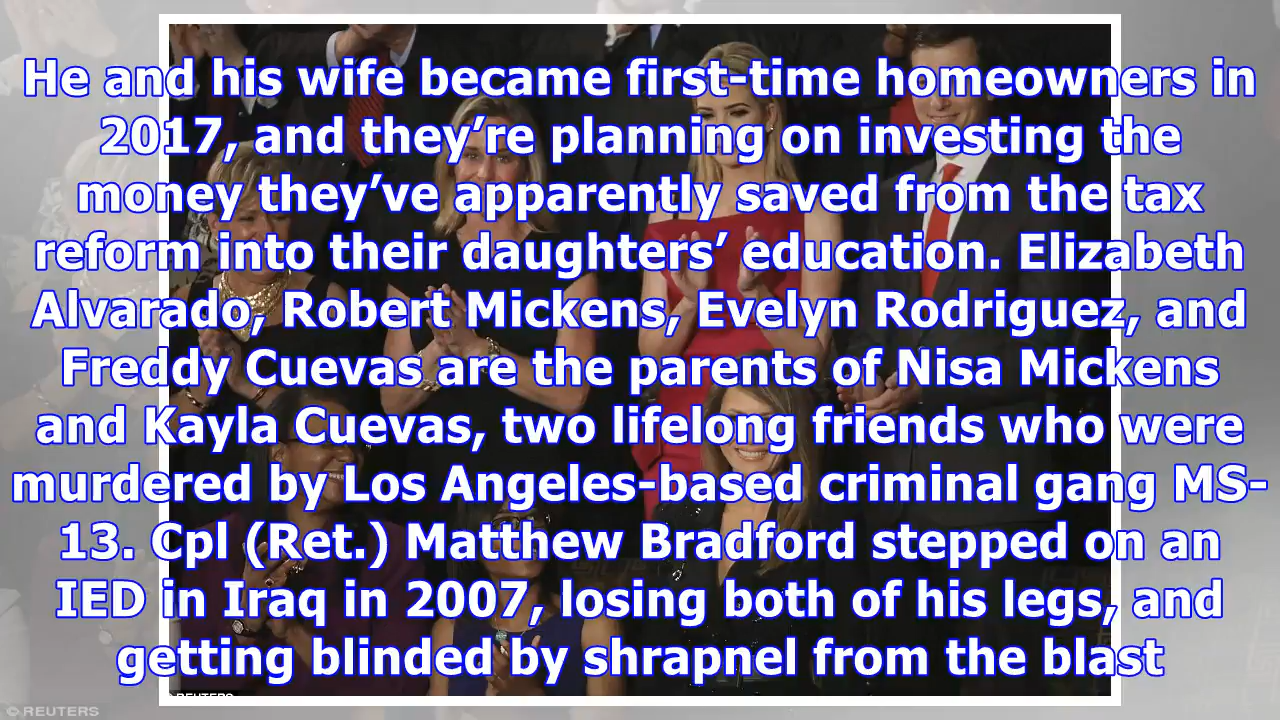 He and his wife became first-time homeowners in
2017, and they’re planning on investing the
money they’ve apparently saved from the tax
reform into their daughters’ education. Elizabeth
Alvarado, Robert Mickens, Evelyn Rodriguez, and
Freddy Cuevas are the parents of Nisa Mickens
and Kayla Cuevas, two lifelong friends who were
murdered by Los Angeles-based criminal gang MS-
13. Cpl (Ret.) Matthew Bradford stepped on an
IED in Iraq in 2007, losing both of his legs, and
getting blinded by shrapnel from the blast
© REUTERS
© REUTERS